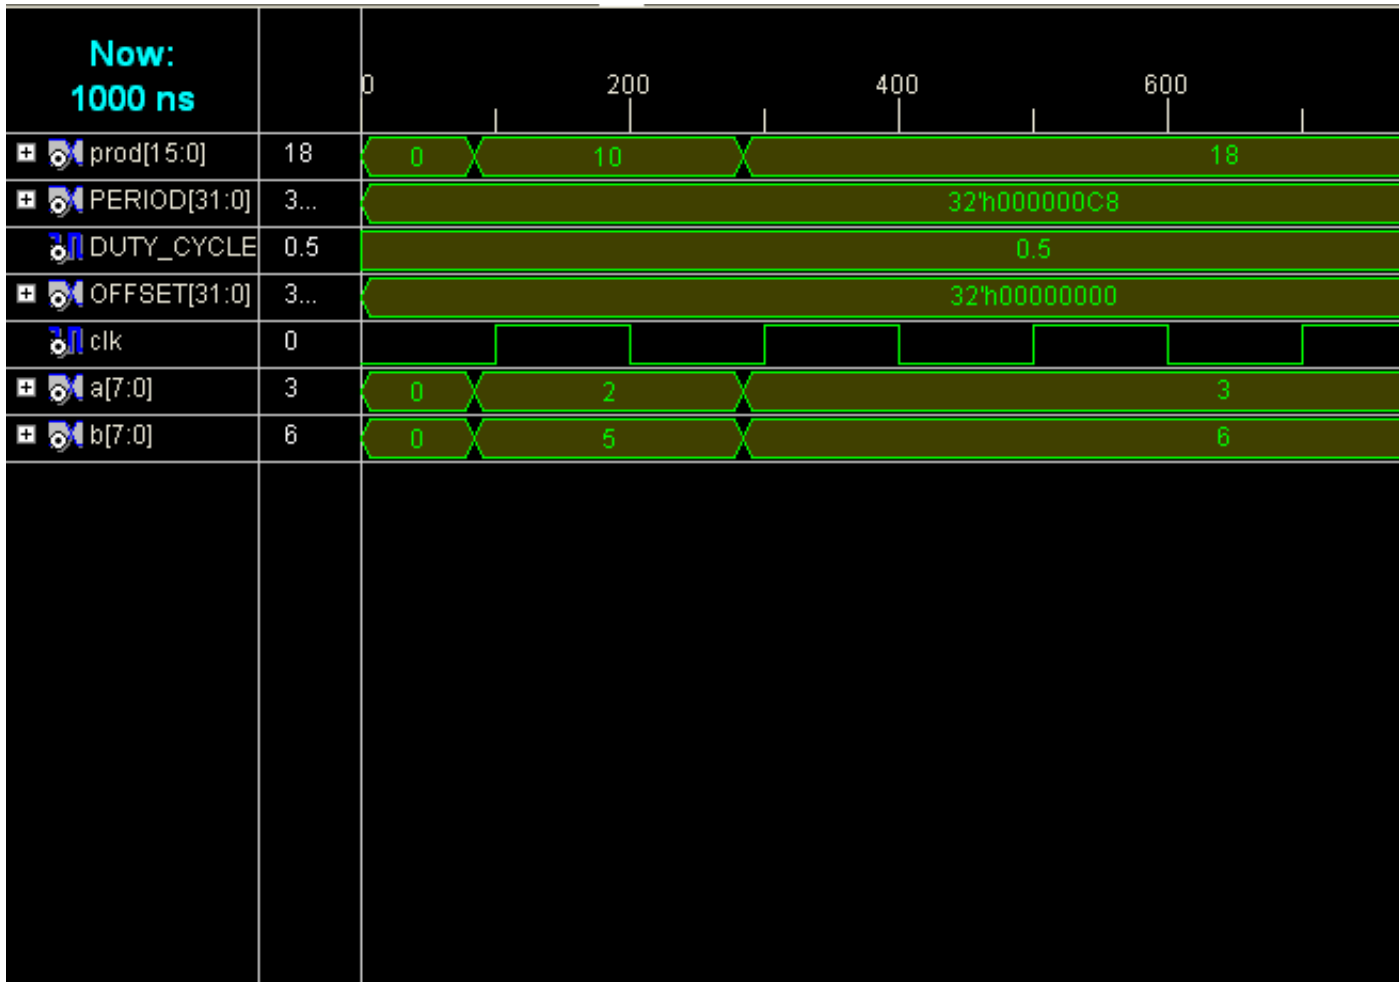 Now:
1000 ns
0 200 400 600
prod[15:0] 18 0 10 18
PERIOD[31:0] 3... 32'h000000C8
DUTY_CYCLE 0.5 0.5
OFFSET[31:0] 3... 32'h00000000
clk 0
a[7:0] 3 0 2 3
b[7:0] 6 0 5 6